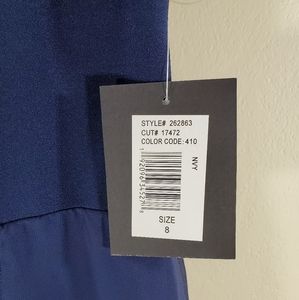 STYLE# 262863
CUT# 17472
COLOR CODE: 410
NVY
SIZE
8